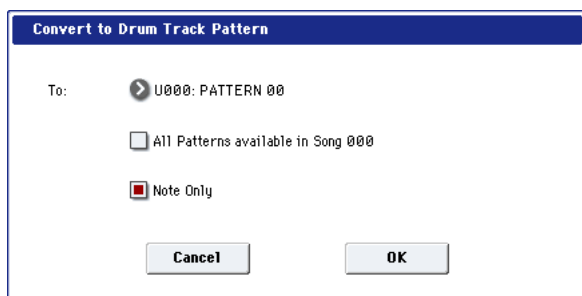 Convert to Drum Track Pattern
To: U000: PATTERN 00
All Patterns available in Song 000
Note Only
Cancel OK